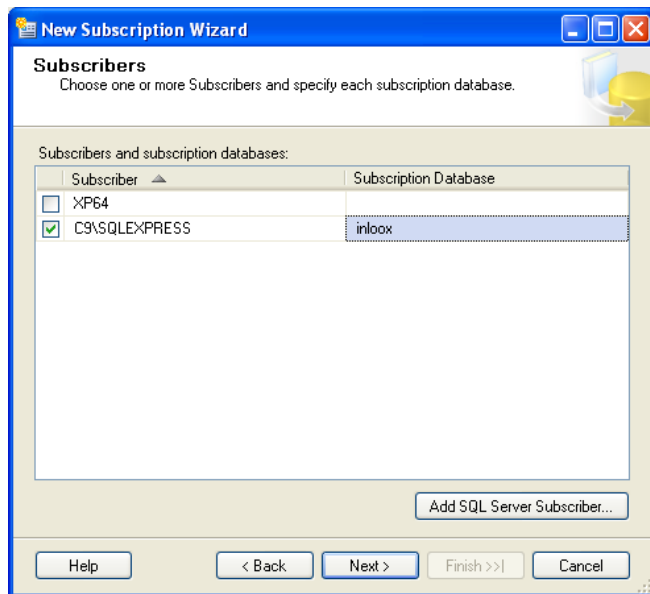 New Subscription Wizard
Subscribers
Choose one or more Subscribers and specify each subscription database.
Subscribers and subscription databases:
Subscriber Subscription Database
XP64
C9\SQLEXPRESS inloox
Add SQL Server Subscriber...
Help < Back Next > Finish >>| Cancel